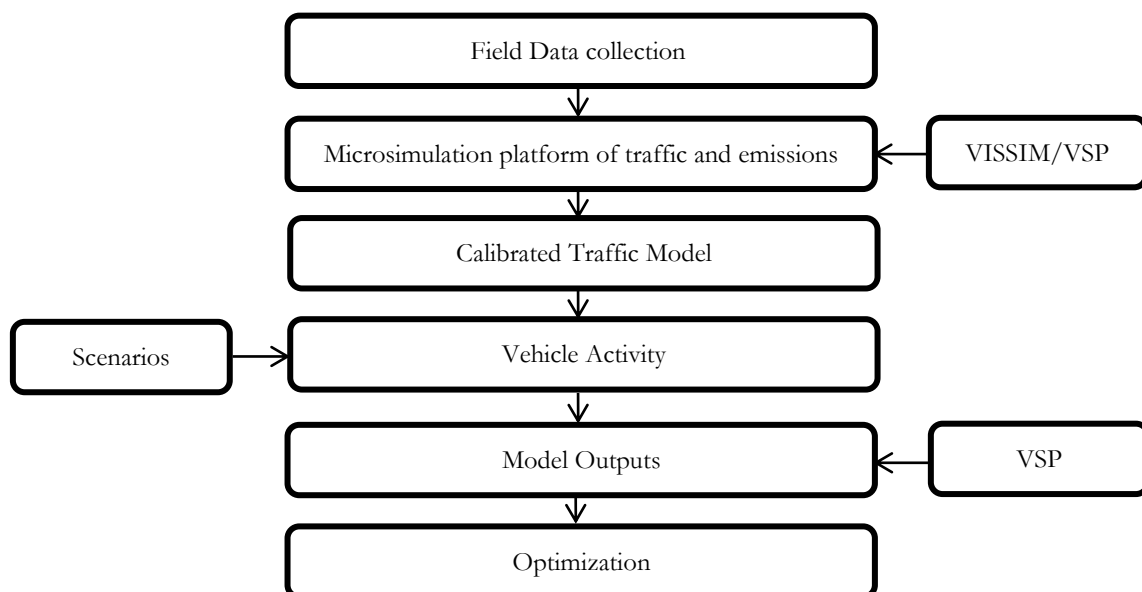 Field Data collection
Microsimulation platform of traffic and emissions
VISSIM/VSP
Calibrated Traffic Model
Scenarios
Vehicle Activity
Model Outputs
VSP
Optimization